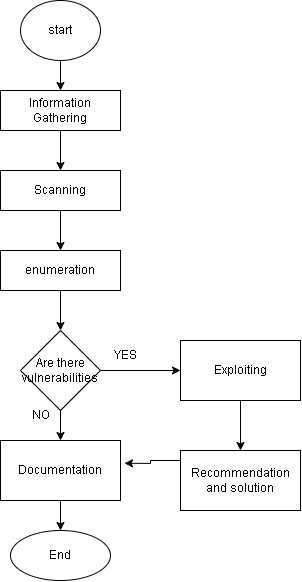 start
Information
Gathering
Scanning
enumeration
Are there
vulnerabilities
YES
Exploiting
NO
Documentation
Recommendation
and solution
End